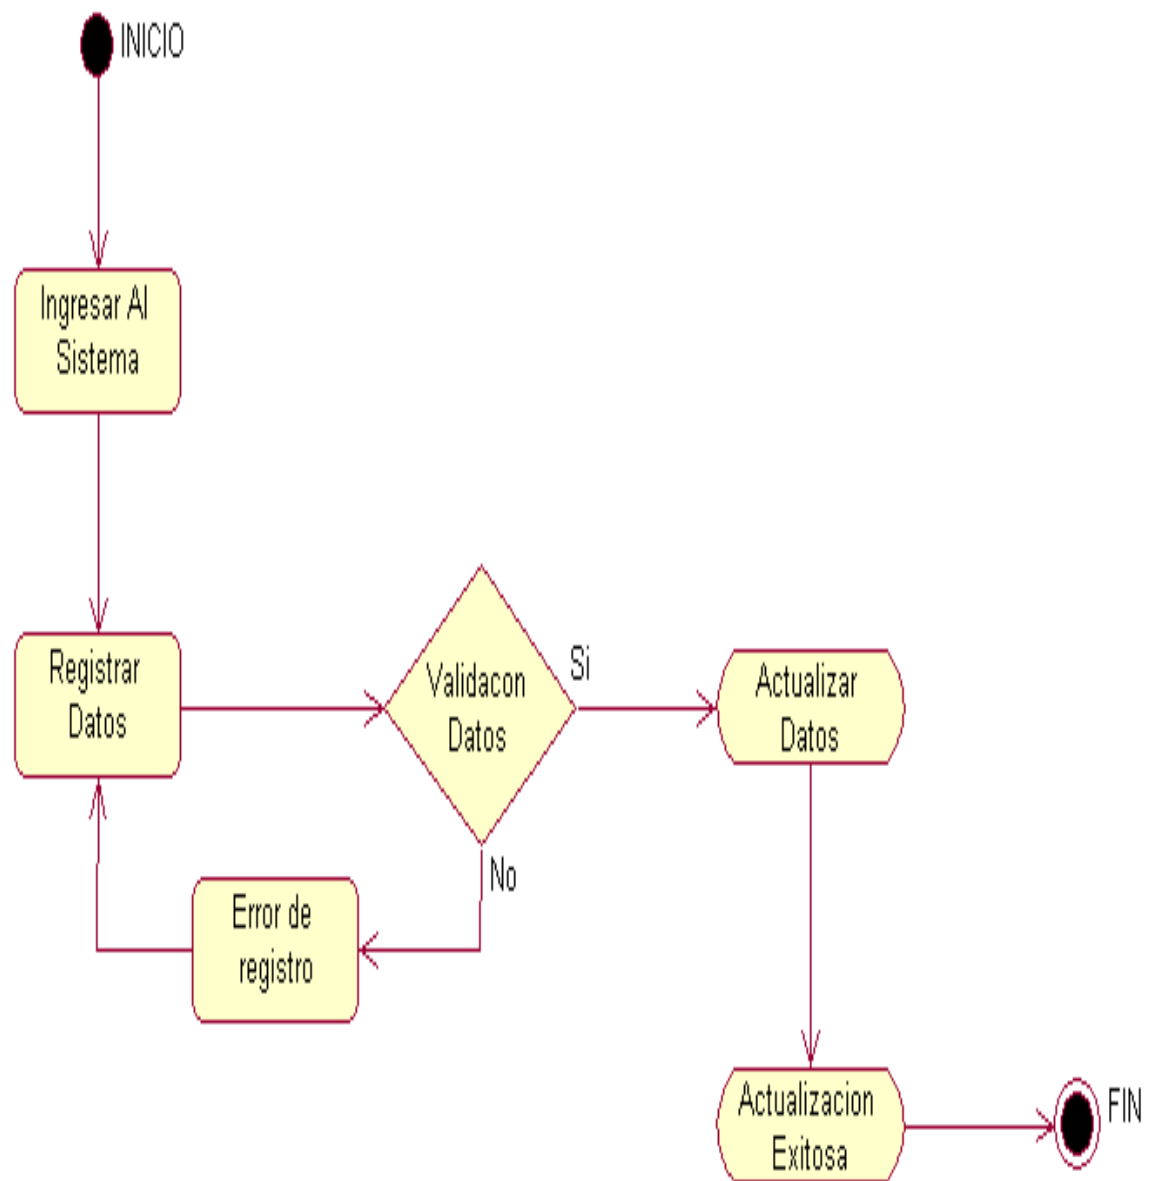 INICIO
Ingresar Al
Sistema
Registrar
Datos
Validacon
Datos
Si
Actualizar
Datos
No
Error de
registro
Actualizacion
Exitosa
FIN